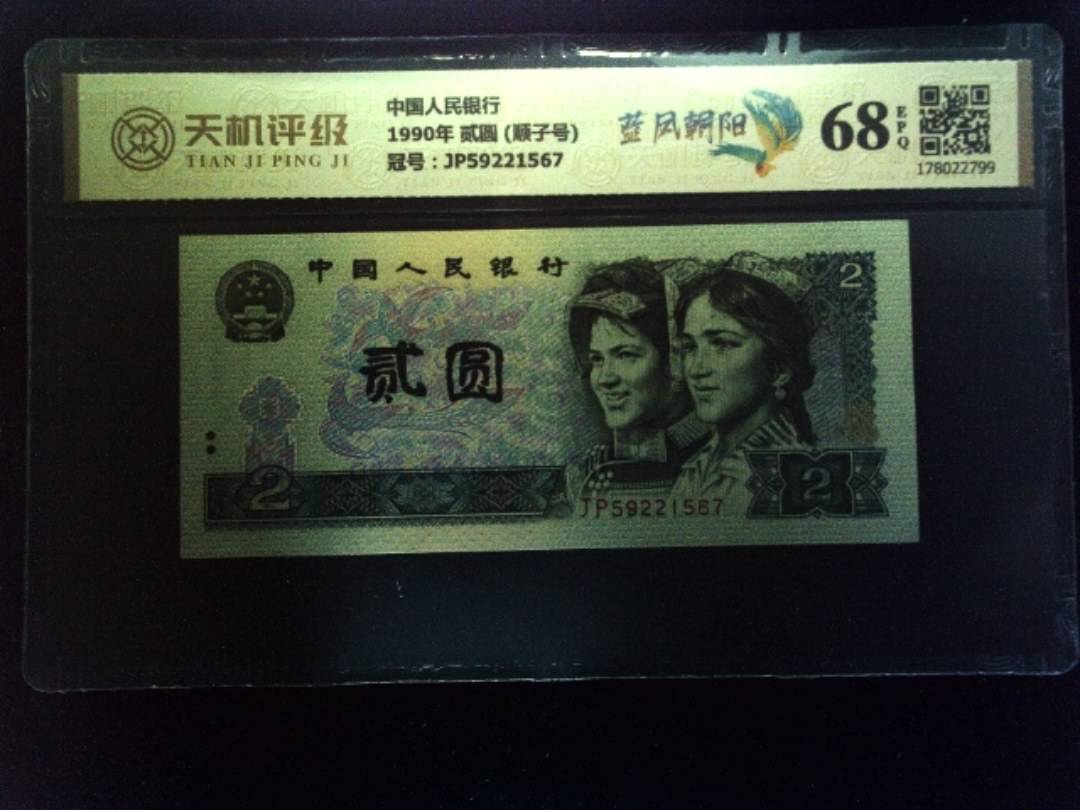 天机评级
TIAN JI PING JI
中国人民银行
1990年 贰圆 (顺子号)
冠号：JP59221567
蓝凤朝阳
68
EPQ
178022799
中国人民银行
2
贰圆
2
JP59221567
2